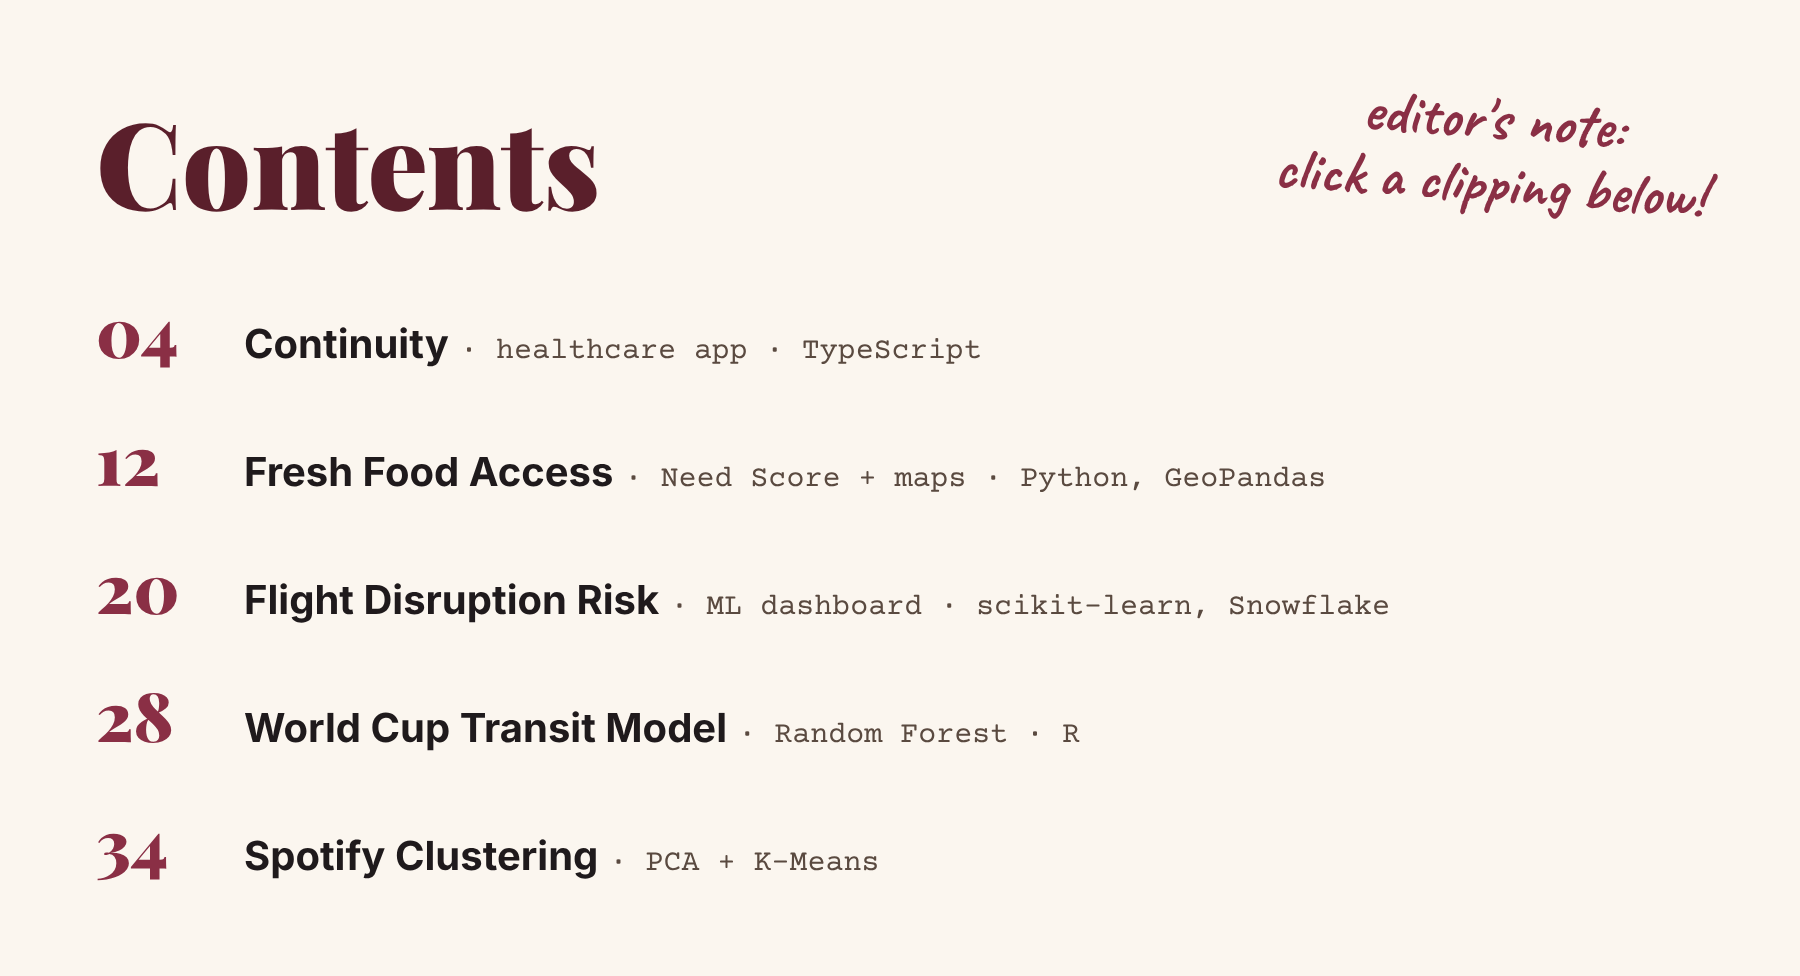 Contents
editor's note:
click a clipping below!
04 Continuity · healthcare app · TypeScript
12 Fresh Food Access · Need Score + maps · Python, GeoPandas
20 Flight Disruption Risk · ML dashboard · scikit-learn, Snowflake
28 World Cup Transit Model · Random Forest · R
34 Spotify Clustering · PCA + K-Means